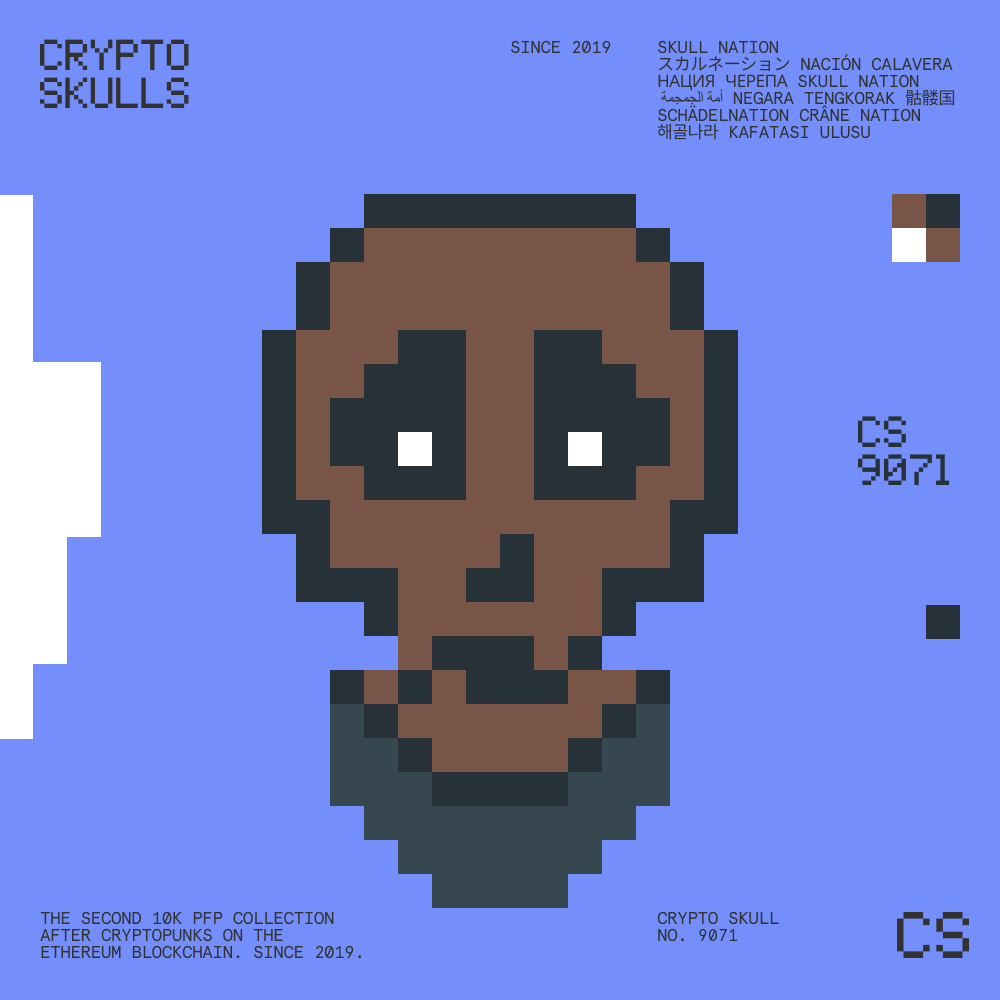 CRYPTO
SKULLS
SINCE 2019
SKULL NATION
スカルネーション NACIÓN CALAVERA
НАЦИЯ ЧЕРЕПА SKULL NATION
أمة الجمجمة NEGARA TENGKORAK 骷髅国
SCHÄDELNATION CRÂNE NATION
해골나라 KAFATASI ULUSU
CS
9071
THE SECOND 10K PFP COLLECTION
AFTER CRYPTOPUNKS ON THE
ETHEREUM BLOCKCHAIN. SINCE 2019.
CRYPTO SKULL
NO. 9071
CS